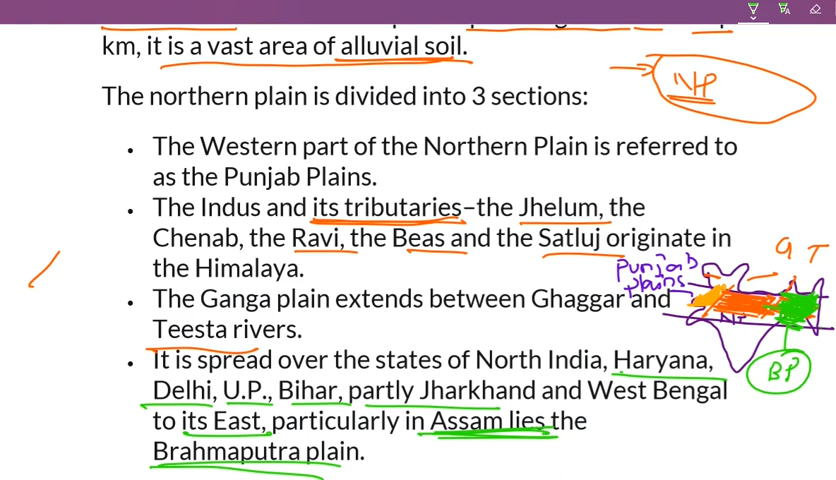 km, it is a vast area of alluvial soil.
NP
The northern plain is divided into 3 sections:
• The Western part of the Northern Plain is referred to
as the Punjab Plains.
• The Indus and its tributaries–the Jhelum, the
Chenab, the Ravi, the Beas and the Satluj originate in
the Himalaya.
G T
Punjab
plains
• The Ganga plain extends between Ghaggar and
Teesta rivers.
• It is spread over the states of North India, Haryana,
Delhi, U.P., Bihar, partly Jharkhand and West Bengal
BP
to its East, particularly in Assam lies the
Brahmaputra plain.